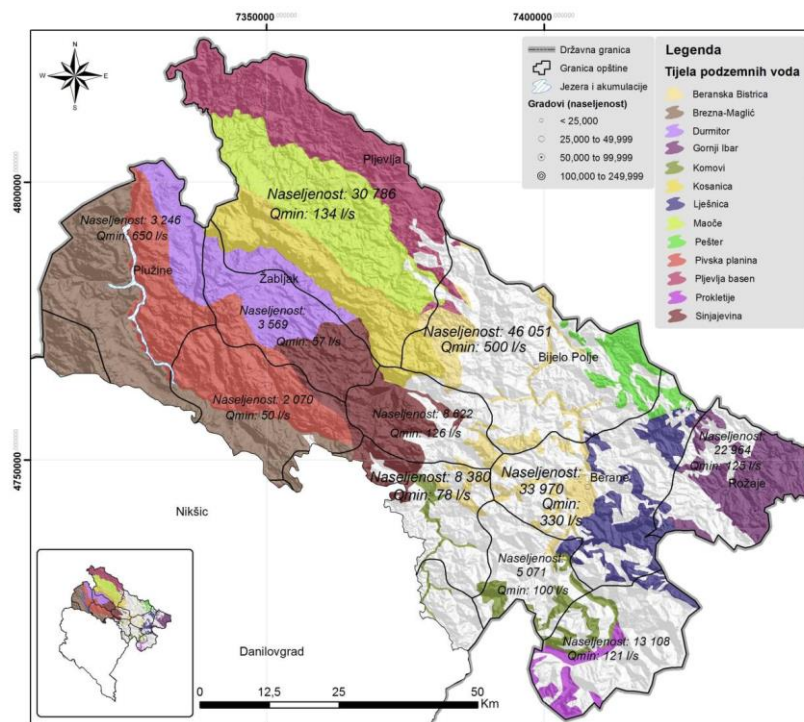 7350000
7400000
4800000
4750000
N
W E
S
Državna granica
Granica opštine
Jezera i akumulacije
Gradovi (naseljenost)
< 25,000
25,000 to 49,999
50,000 to 99,999
100,000 to 249,999
Legenda
Tijela podzemnih voda
Beranska Bistrica
Brezna-Maglić
Durmitor
Gornji Ibar
Komovi
Kosanica
Lješnica
Maoče
Pešter
Pivska planina
Pljevlja basen
Prokletije
Sinjajevina
Pljevlja
Naseljenost: 30 786
Qmin: 134 l/s
Naseljenost: 3 246
Qmin: 650 l/s
Plužine
Žabljak
Naseljenost:
3 569
Qmin: 57 l/s
Naseljenost: 46 051
Qmin: 500 l/s
Bijelo Polje
Naseljenost: 2 070
Qmin: 50 l/s
Naseljenost: 8 622
Qmin: 126 l/s
Naseljenost: 8 380
Qmin: 78 l/s
Naseljenost:
33 970
Qmin:
330 l/s
Berane
Naseljenost:
22 964
Qmin: 125 l/s
Rožaje
Nikšic
Naseljenost:
5 071
Qmin: 100 l/s
Naseljenost: 13 108
Qmin: 121 l/s
Danilovgrad
0 12,5 25 50
Km